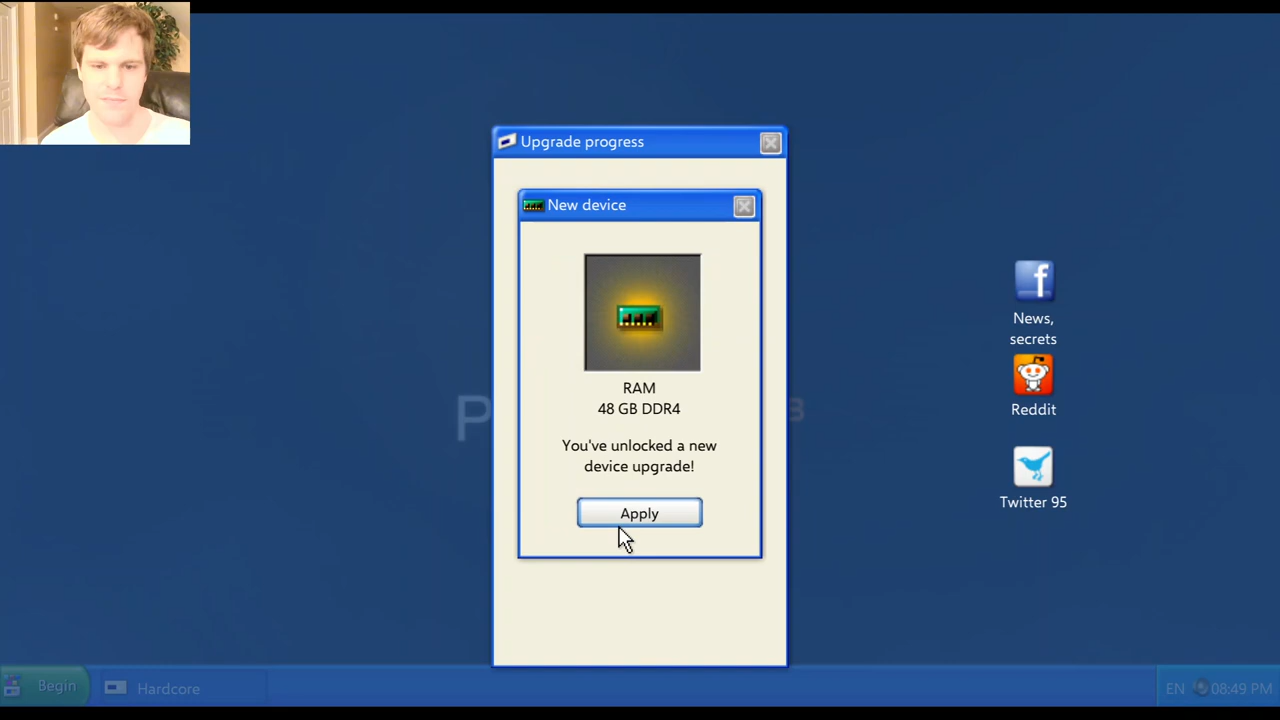 Upgrade progress
New device
RAM
48 GB DDR4
You've unlocked a new
device upgrade!
Apply
News,
secrets
Reddit
Twitter 95
Begin
Hardcore
EN 08:49 PM